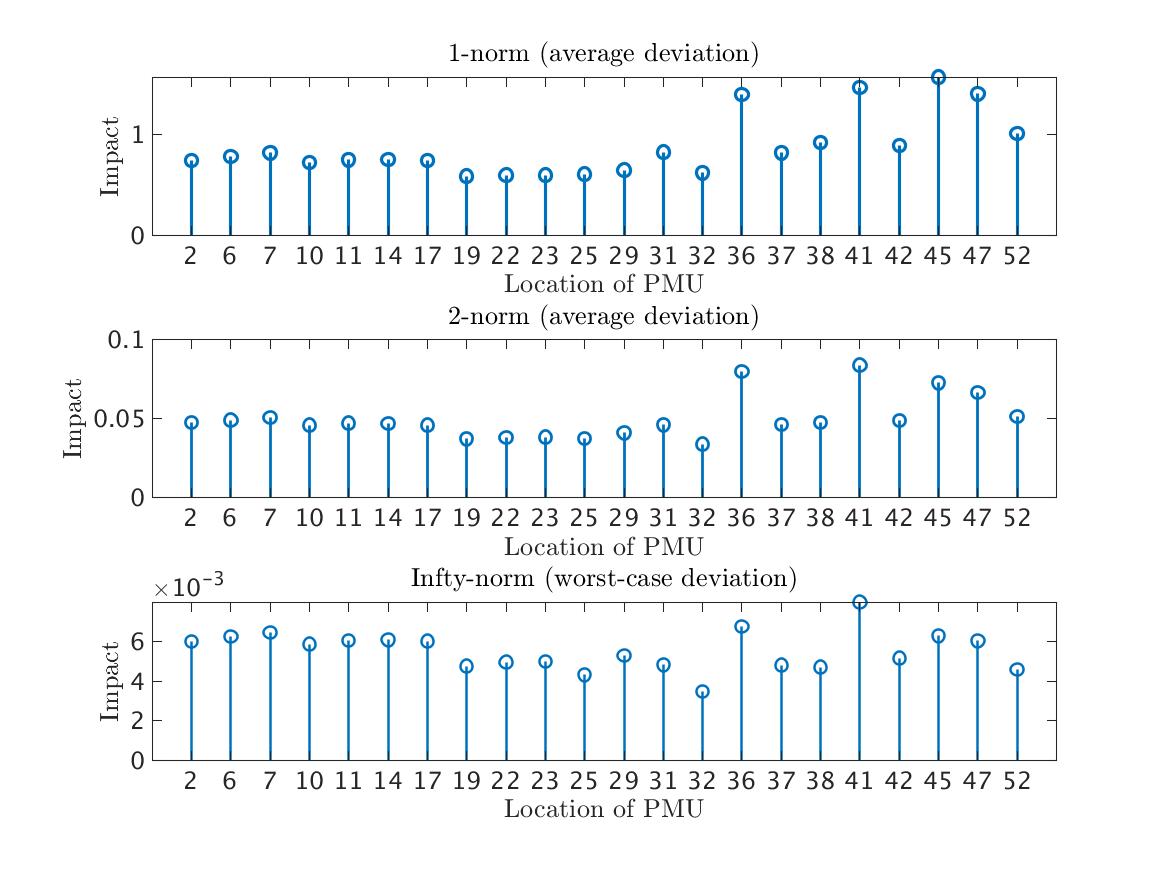 1-norm (average deviation)
Impact
1
0
2 6 7 10 11 14 17 19 22 23 25 29 31 32 36 37 38 41 42 45 47 52
Location of PMU
2-norm (average deviation)
Impact
0.1
0.05
0
2 6 7 10 11 14 17 19 22 23 25 29 31 32 36 37 38 41 42 45 47 52
Location of PMU
Infty-norm (worst-case deviation)
×10⁻³
Impact
6
4
2
0
2 6 7 10 11 14 17 19 22 23 25 29 31 32 36 37 38 41 42 45 47 52
Location of PMU